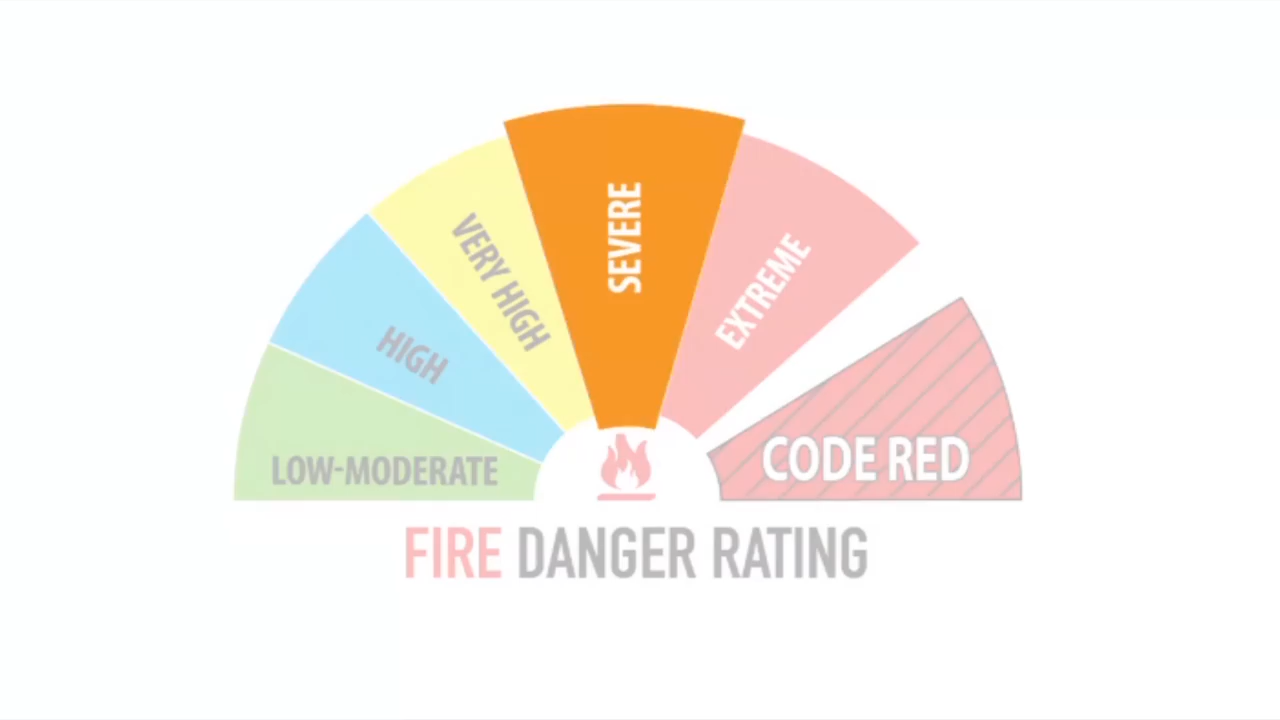 LOW-MODERATE
HIGH
VERY HIGH
SEVERE
EXTREME
CODE RED
FIRE DANGER RATING